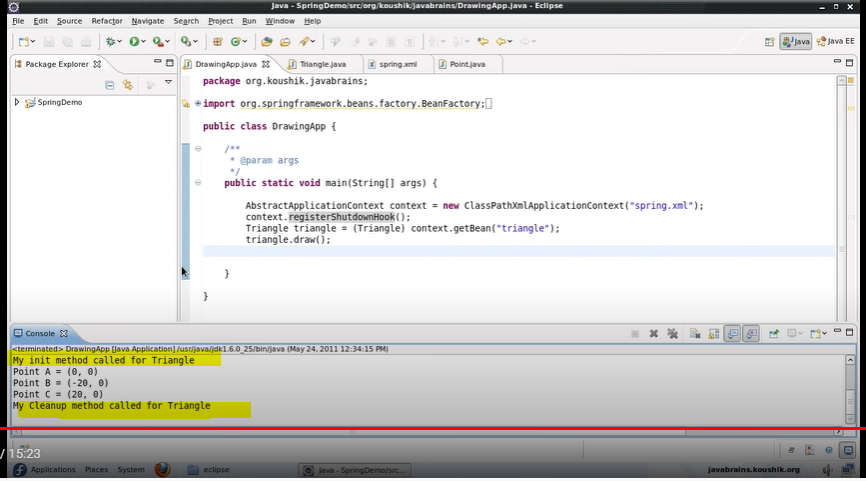 Java - SpringDemo/src/org/koushik/javabrains/DrawingApp.java - Eclipse
File Edit Source Refactor Navigate Search Project Run Window Help
Java Java EE
Package Explorer
DrawingApp.java Triangle.java spring.xml Point.java
SpringDemo
package org.koushik.javabrains;
import org.springframework.beans.factory.BeanFactory;
public class DrawingApp {
/**
* @param args
*/
public static void main(String[] args) {
AbstractApplicationContext context = new ClassPathXmlApplicationContext("spring.xml");
context.registerShutdownHook();
Triangle triangle = (Triangle) context.getBean("triangle");
triangle.draw();
}
}
Console
<terminated> DrawingApp [Java Application] /usr/java/jdk1.6.0_25/bin/java (May 24, 2011 12:34:15 PM)
My init method called for Triangle
Point A = (0, 0)
Point B = (-20, 0)
Point C = (20, 0)
My Cleanup method called for Triangle
/ 15:23
Applications Places System eclipse Java - SpringDemo/src... javabrains.koushik.org